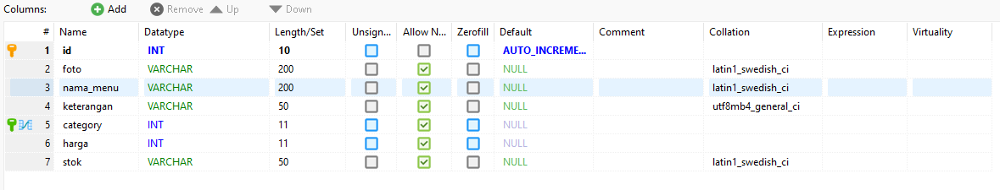 Columns: Add Remove Up Down
# Name Datatype Length/Set Unsign... Allow N... Zerofill Default Comment Collation Expression Virtuality
1 id INT 10 AUTO_INCREME...
2 foto VARCHAR 200 NULL latin1_swedish_ci
3 nama_menu VARCHAR 200 NULL latin1_swedish_ci
4 keterangan VARCHAR 50 NULL utf8mb4_general_ci
5 category INT 11 NULL
6 harga INT 11 NULL
7 stok VARCHAR 50 NULL latin1_swedish_ci